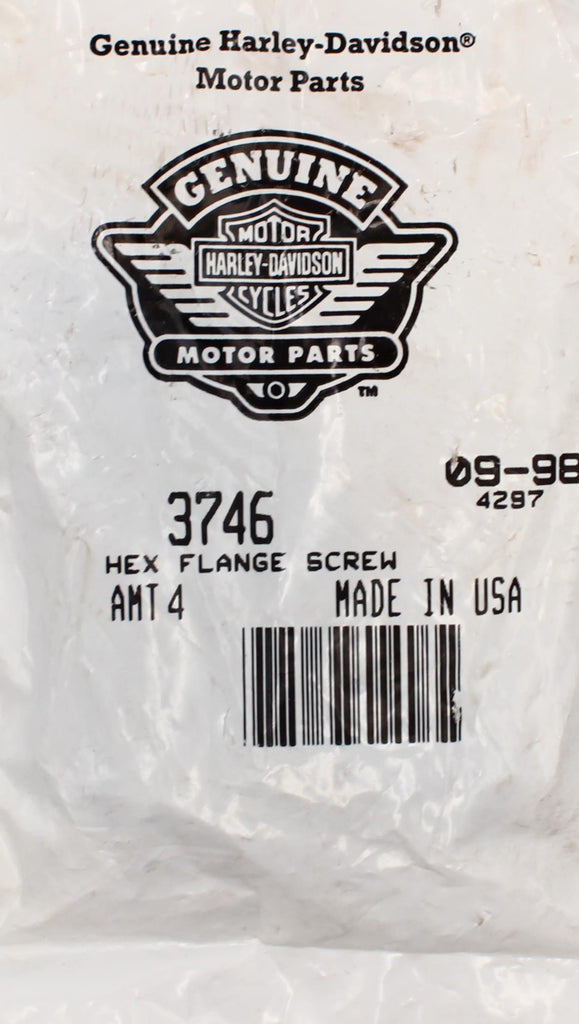 Genuine Harley-Davidson®
Motor Parts
GENUINE
MOTOR
HARLEY-DAVIDSON
CYCLES
MOTOR PARTS
TM
09-98
4297
3746
HEX FLANGE SCREW
AMT 4 MADE IN USA